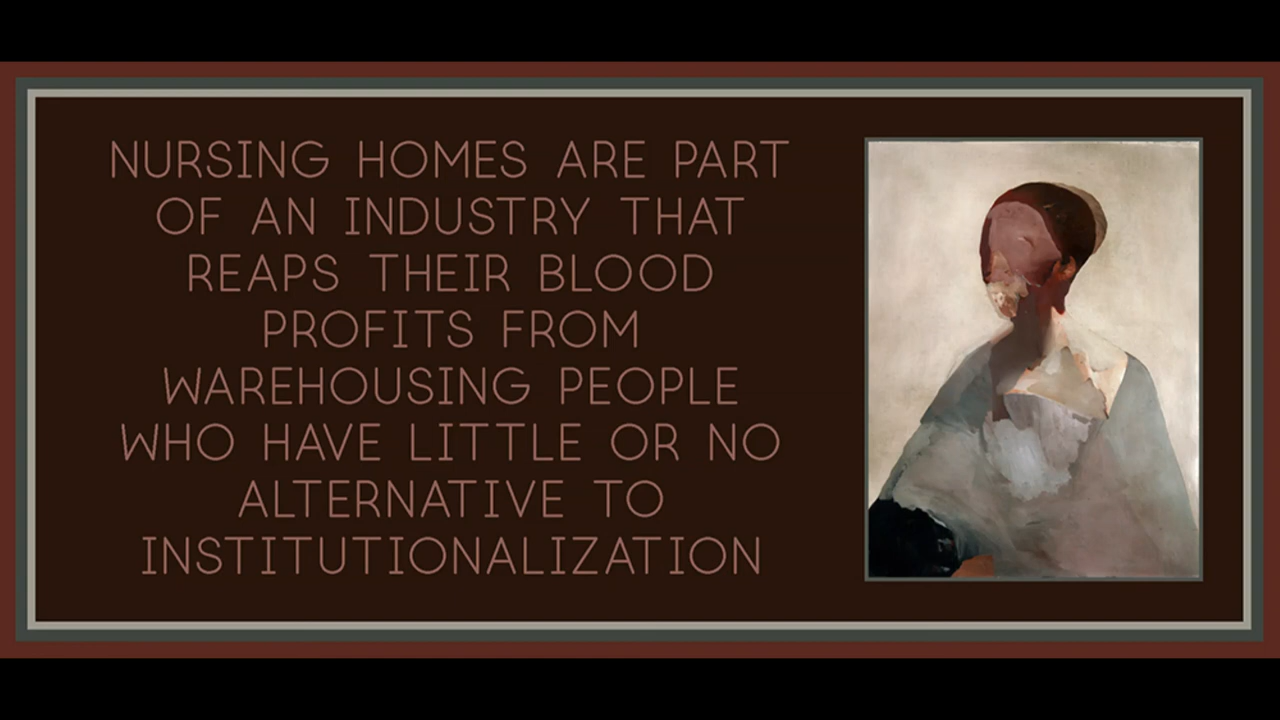 NURSING HOMES ARE PART
OF AN INDUSTRY THAT
REAPS THEIR BLOOD
PROFITS FROM
WAREHOUSING PEOPLE
WHO HAVE LITTLE OR NO
ALTERNATIVE TO
INSTITUTIONALIZATION